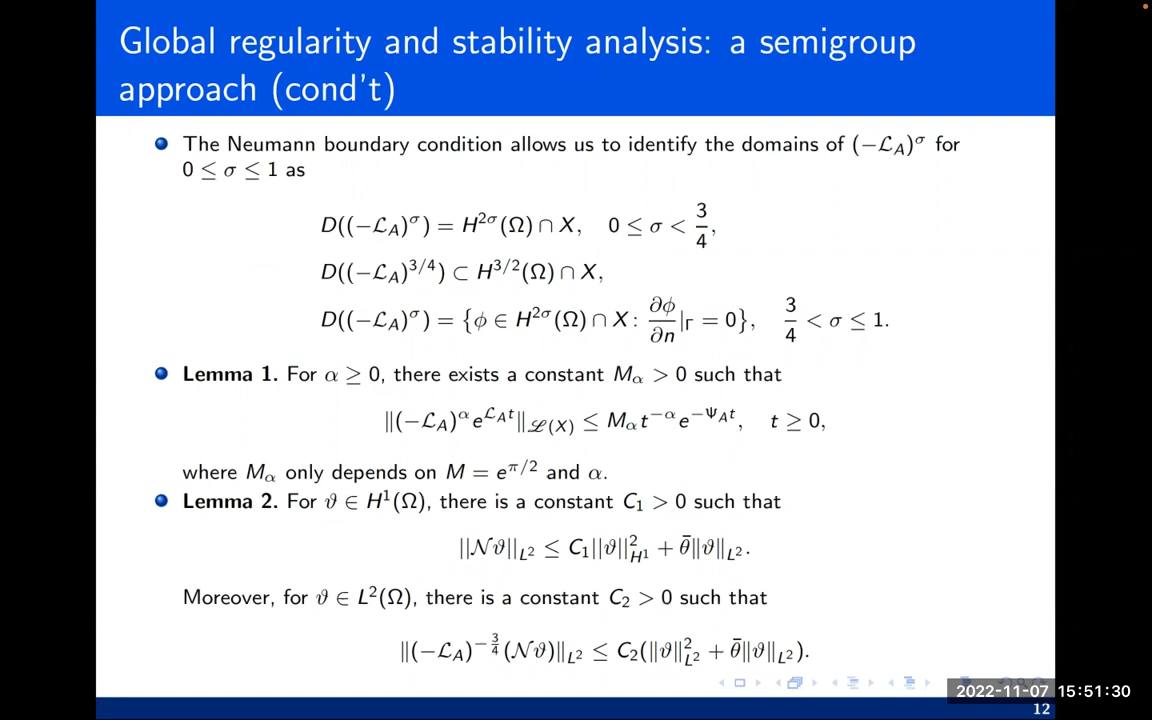 Global regularity and stability analysis: a semigroup
approach (cond't)
The Neumann boundary condition allows us to identify the domains of (−ℒ_A)^σ for
0 ≤ σ ≤ 1 as
D((−ℒ_A)^σ) = H^{2σ}(Ω) ∩ X, 0 ≤ σ < 3/4,
D((−ℒ_A)^{3/4}) ⊂ H^{3/2}(Ω) ∩ X,
D((−ℒ_A)^σ) = {ϕ ∈ H^{2σ}(Ω) ∩ X: ∂ϕ/∂n|_Γ = 0}, 3/4 < σ ≤ 1.
Lemma 1. For α ≥ 0, there exists a constant M_α > 0 such that
‖(−ℒ_A)^α e^{ℒ_A t}‖_{ℒ(X)} ≤ M_α t^{−α} e^{−Ψ_A t}, t ≥ 0,
where M_α only depends on M = e^{π/2} and α.
Lemma 2. For ϑ ∈ H^1(Ω), there is a constant C_1 > 0 such that
||𝒩ϑ||_{L^2} ≤ C_1||ϑ||^2_{H^1} + θ̄‖ϑ‖_{L^2}.
Moreover, for ϑ ∈ L^2(Ω), there is a constant C_2 > 0 such that
‖(−ℒ_A)^{−3/4}(𝒩ϑ)‖_{L^2} ≤ C_2(‖ϑ‖^2_{L^2} + θ̄‖ϑ‖_{L^2}).
2022-11-07 15:51:30
12